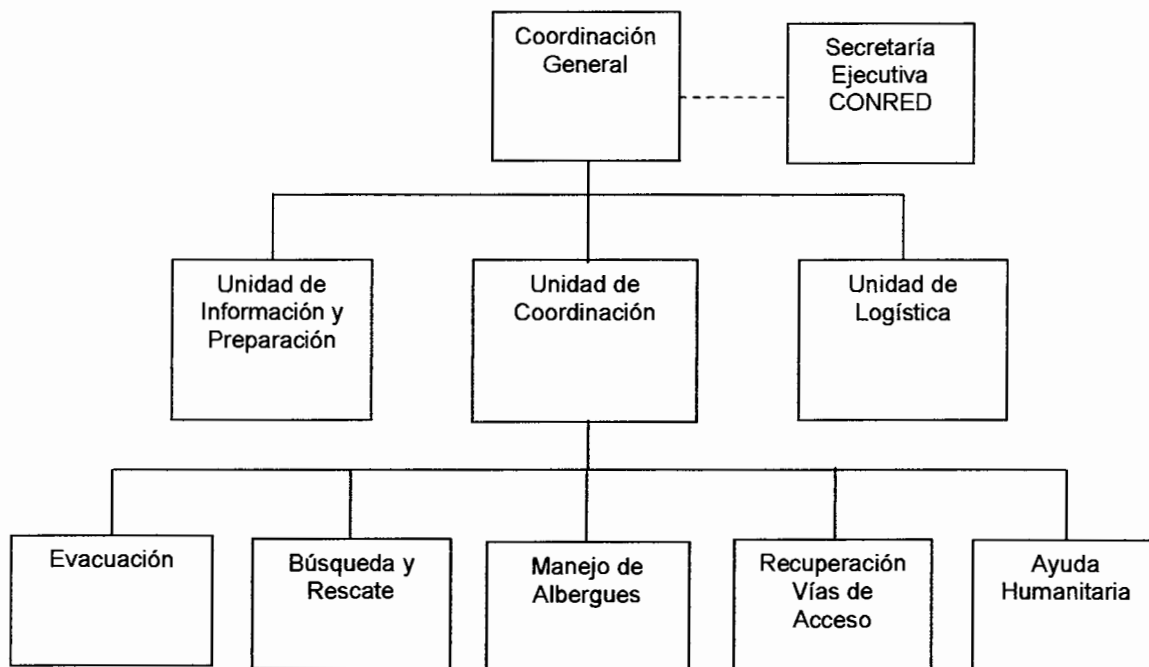 Coordinación
General
Secretaría
Ejecutiva
CONRED
Unidad de
Información y
Preparación
Unidad de
Coordinación
Unidad de
Logística
Evacuación
Búsqueda y
Rescate
Manejo de
Albergues
Recuperación
Vías de
Acceso
Ayuda
Humanitaria